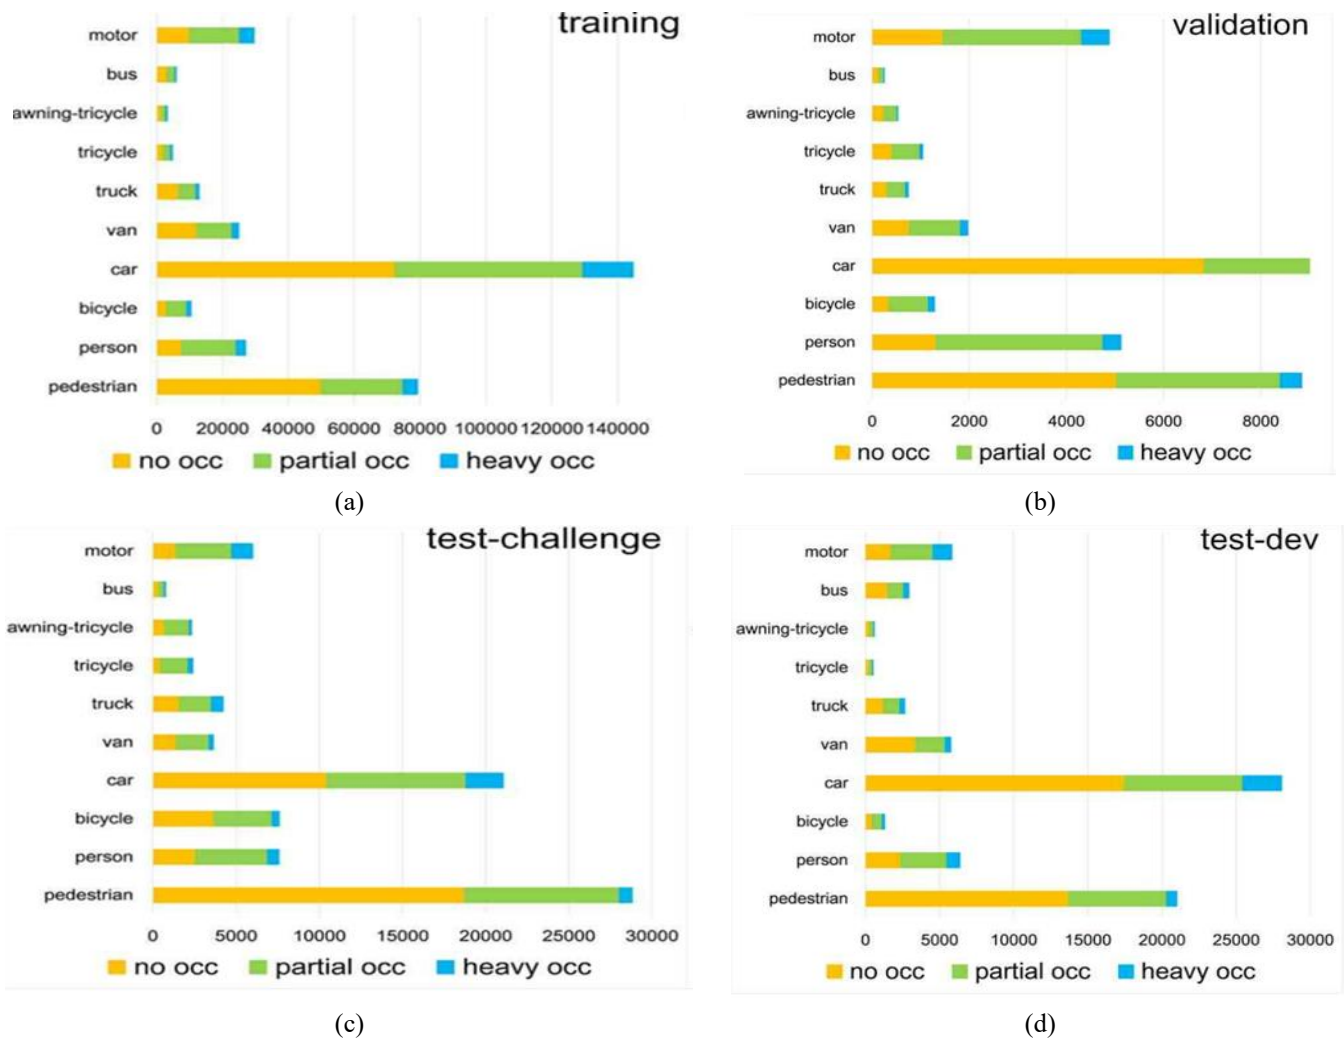 training
motor
bus
awning-tricycle
tricycle
truck
van
car
bicycle
person
pedestrian
0 20000 40000 60000 80000 100000 120000 140000
no occ partial occ heavy occ
(a)
validation
motor
bus
awning-tricycle
tricycle
truck
van
car
bicycle
person
pedestrian
0 2000 4000 6000 8000
no occ partial occ heavy occ
(b)
test-challenge
motor
bus
awning-tricycle
tricycle
truck
van
car
bicycle
person
pedestrian
0 5000 10000 15000 20000 25000 30000
no occ partial occ heavy occ
(c)
test-dev
motor
bus
awning-tricycle
tricycle
truck
van
car
bicycle
person
pedestrian
0 5000 10000 15000 20000 25000 30000
no occ partial occ heavy occ
(d)